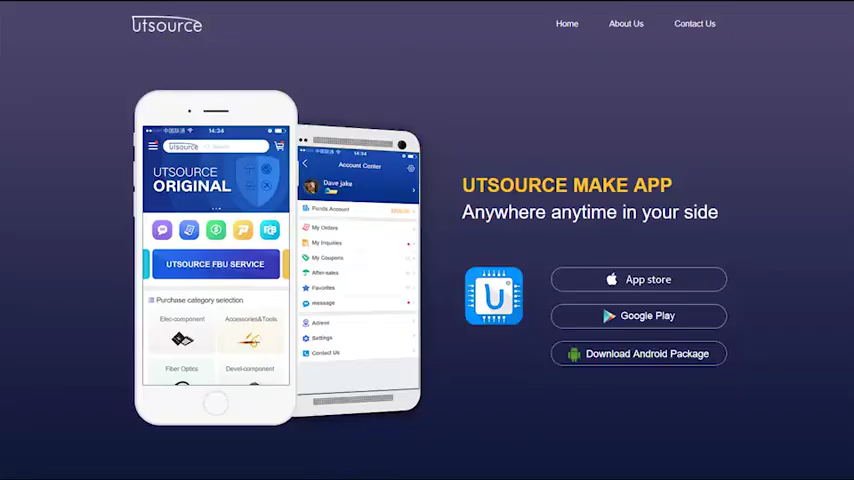 utsource
Home
About Us
Contact Us
14:34
utsource
Search
UTSOURCE
ORIGINAL
UTSOURCE FBU SERVICE
Purchase category selection
Elec-component
Accessories&Tools
Fiber Optics
Devel-component
14:34
Account Center
Dave jake
Funds Account
My Orders
My Inquiries
My Coupons
After-sales
Favorites
message
Settings
Contact Us
UTSOURCE MAKE APP
Anywhere anytime in your side
App store
Google Play
Download Android Package